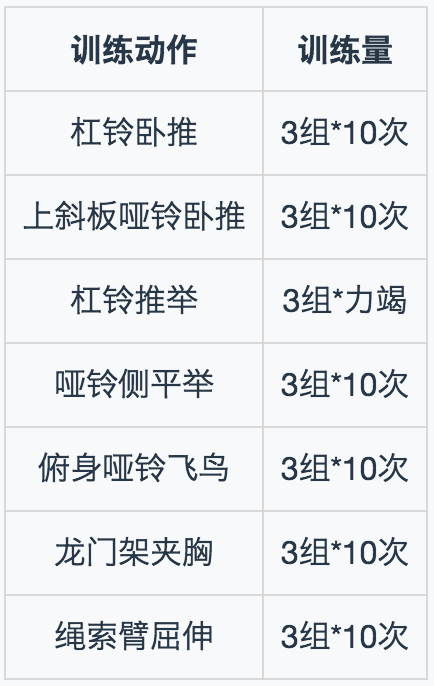 训练动作 训练量
杠铃卧推 3组*10次
上斜板哑铃卧推 3组*10次
杠铃推举 3组*力竭
哑铃侧平举 3组*10次
俯身哑铃飞鸟 3组*10次
龙门架夹胸 3组*10次
绳索臂屈伸 3组*10次